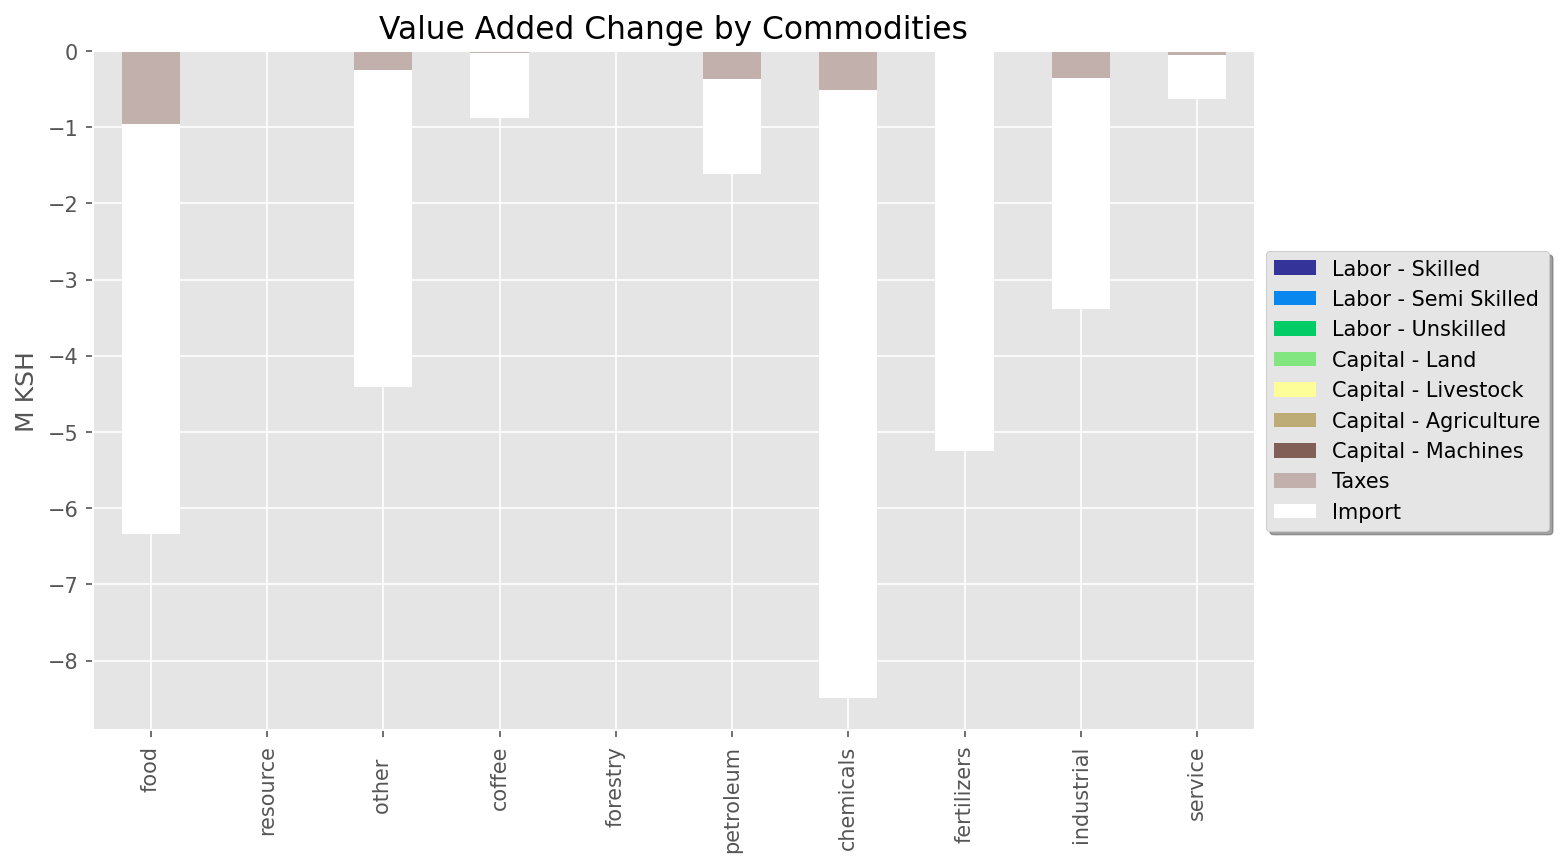 Value Added Change by Commodities
M KSH
0
−1
−2
−3
−4
−5
−6
−7
−8
food
resource
other
coffee
forestry
petroleum
chemicals
fertilizers
industrial
service
Labor - Skilled
Labor - Semi Skilled
Labor - Unskilled
Capital - Land
Capital - Livestock
Capital - Agriculture
Capital - Machines
Taxes
Import